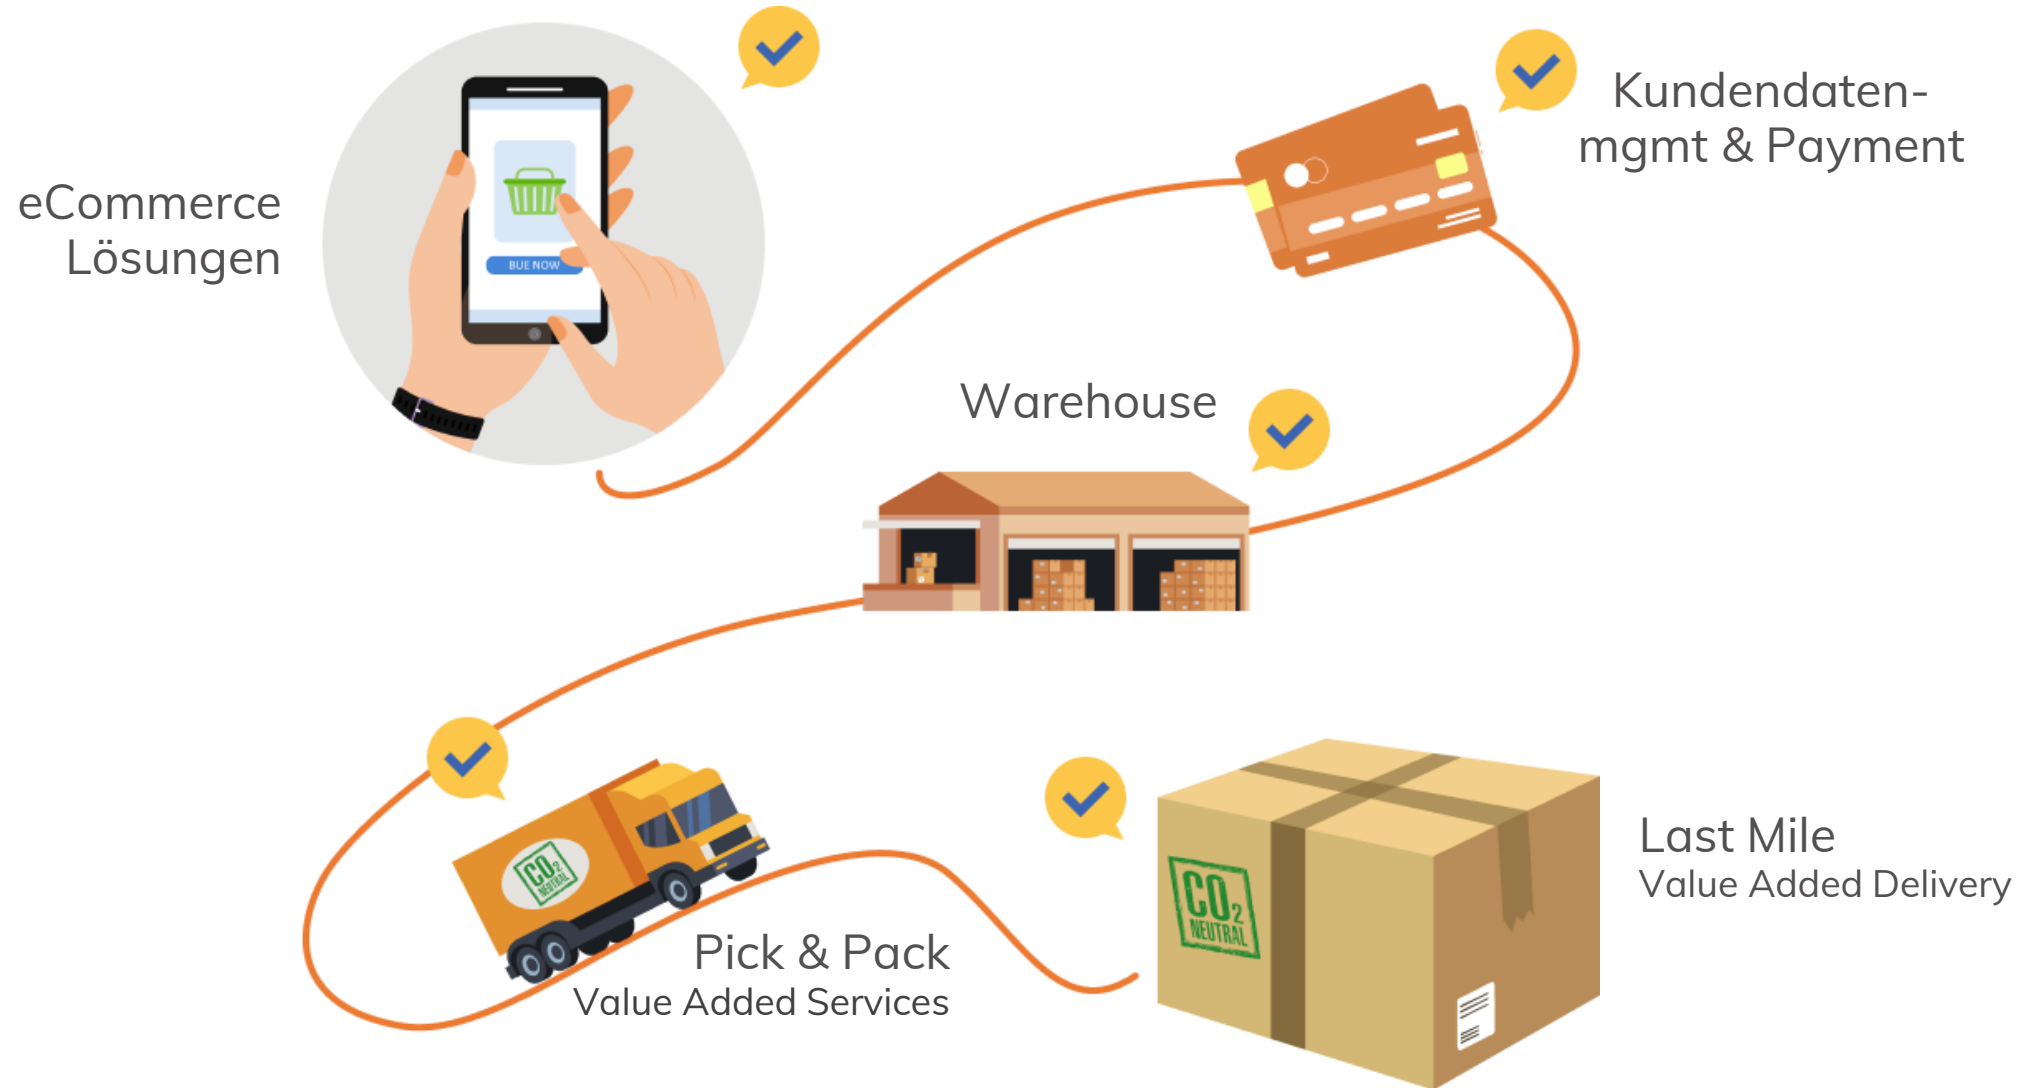 eCommerce
Lösungen
BUE NOW
Kundendaten-
mgmt & Payment
Warehouse
CO2
NEUTRAL
Pick & Pack
Value Added Services
CO2
NEUTRAL
Last Mile
Value Added Delivery